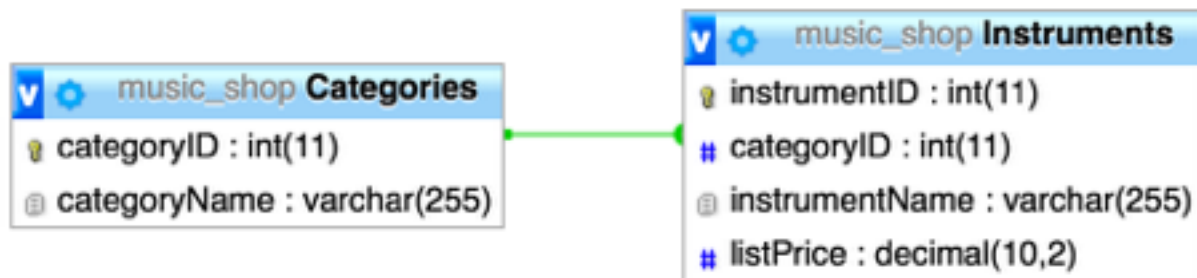 music_shop Categories
categoryID : int(11)
categoryName : varchar(255)
music_shop Instruments
instrumentID : int(11)
categoryID : int(11)
instrumentName : varchar(255)
listPrice : decimal(10,2)